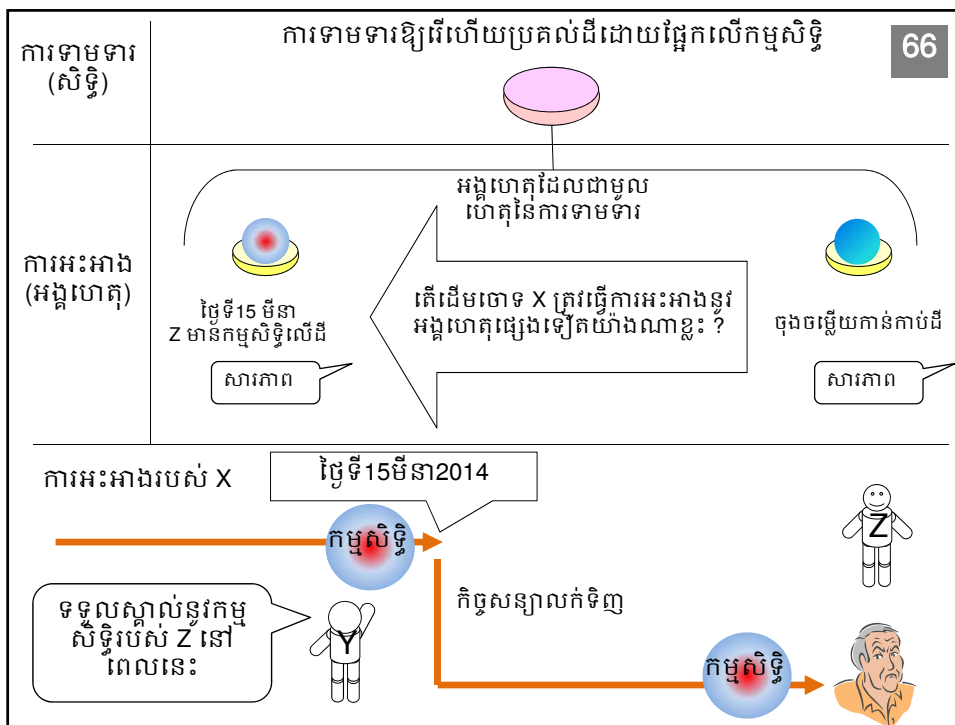 ការទាមទារ
(សិទ្ធិ)
ការទាមទារឱ្យរើហើយប្រគល់ដីដោយផ្អែកលើកម្មសិទ្ធិ
66
ការអះអាង
(អង្គហេតុ)
អង្គហេតុដែលជាមូល
ហេតុនៃការទាមទារ
ថ្ងៃទី15 មីនា
Z មានកម្មសិទ្ធិលើដី
សារភាព
តើដើមចោទ X ត្រូវធ្វើការអះអាងនូវ
អង្គហេតុផ្សេងទៀតយ៉ាងណាខ្លះ ?
ចុងចម្លើយកាន់កាប់ដី
សារភាព
ការអះអាងរបស់ X
ថ្ងៃទី15មីនា2014
កម្មសិទ្ធិ
Z
ទទួលស្គាល់នូវកម្ម
សិទ្ធិរបស់ Z នៅ
ពេលនេះ
Y
កិច្ចសន្យាលក់ទិញ
កម្មសិទ្ធិ